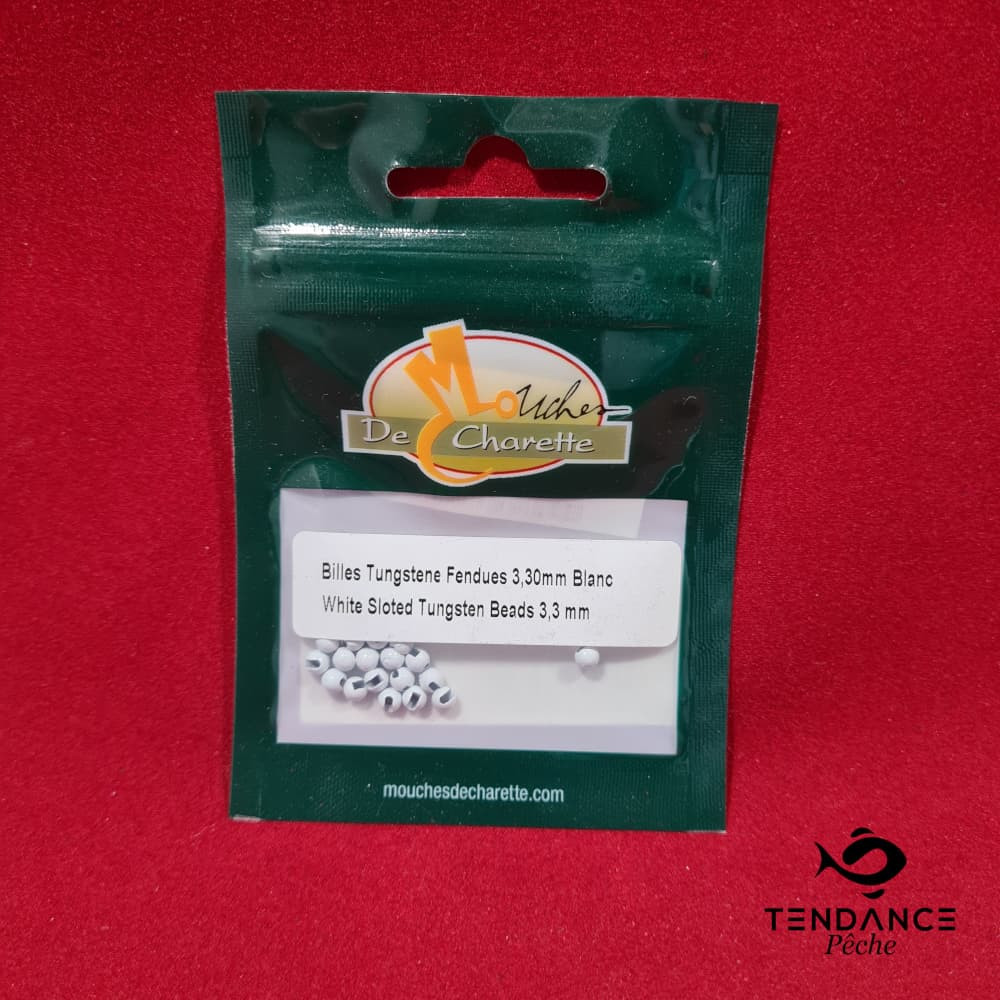 Mouches
De Charette
Billes Tungstene Fendues 3,30mm Blanc
White Sloted Tungsten Beads 3,3 mm
mouchesdecharette.com
TENDANCE
Pêche